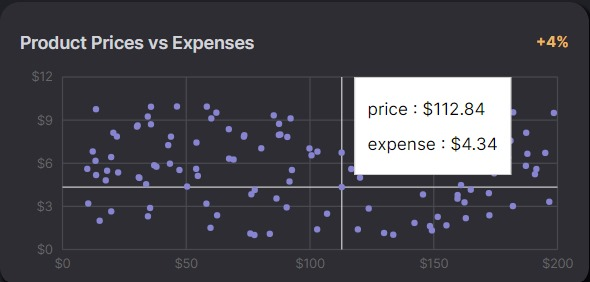 Product Prices vs Expenses
+4%
$12
price : $112.84
$9
expense : $4.34
$6
$3
$0
$0 $50 $100 $150 $200